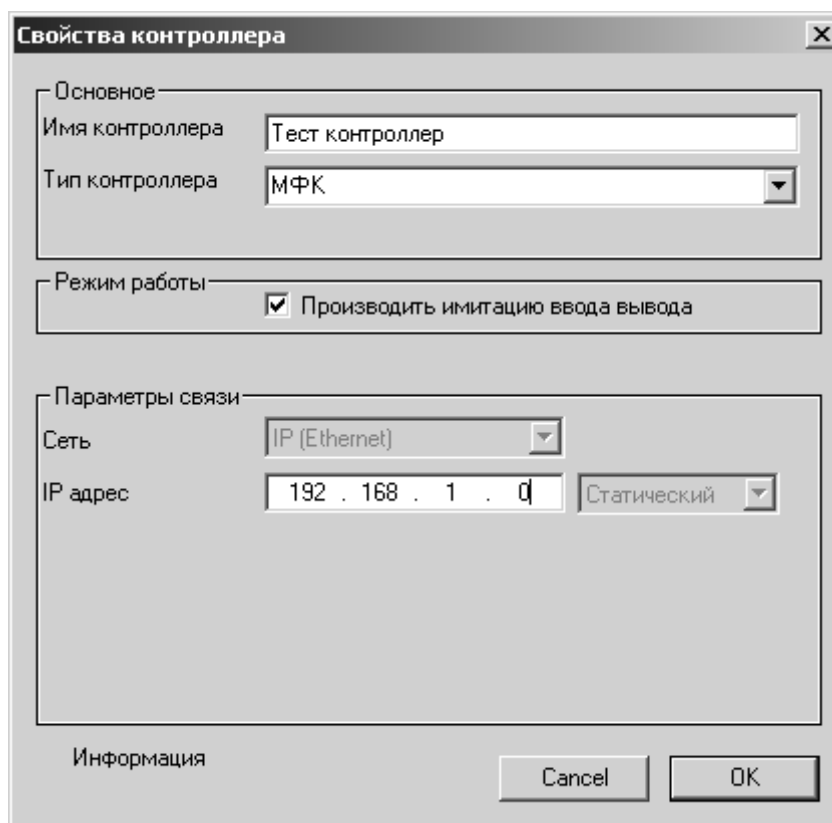 Свойства контроллера
Основное
Имя контроллера Тест контроллер
Тип контроллера МФК
Режим работы
Производить имитацию ввода вывода
Параметры связи
Сеть IP (Ethernet)
IP адрес 192 . 168 . 1 . 0 Статический
Информация
Cancel OK